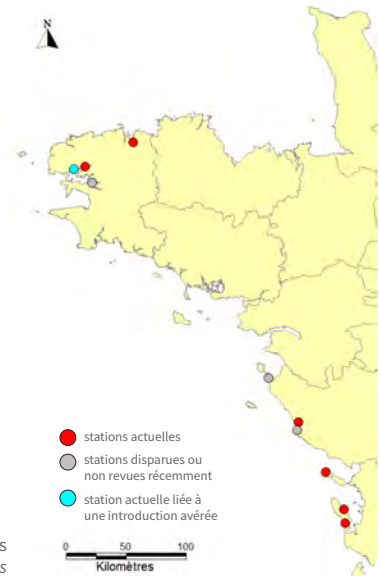 N
stations actuelles
stations disparues ou
non revues récemment
station actuelle liée à
une introduction avérée
s
s
0 50 100
Kilomètres